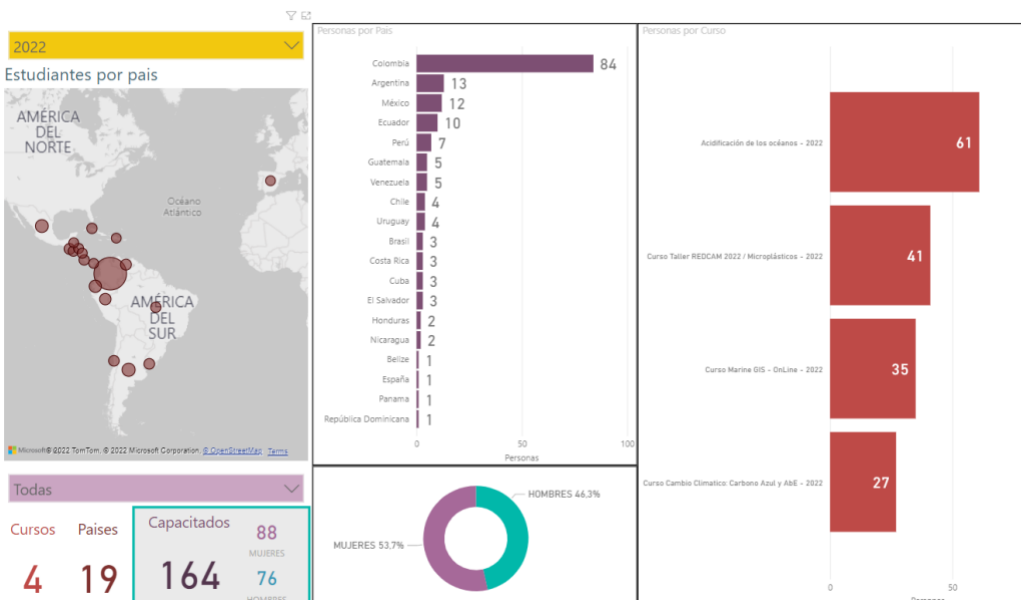 2022
Estudiantes por pais
AMÉRICA
DEL
NORTE
Océano
Atlántico
AMÉRICA
DEL
SUR
Microsoft © 2022 TomTom, © 2022 Microsoft Corporation, © OpenStreetMap Terms
Todas
Cursos
4
Paises
19
Capacitados
164
88
MUJERES
76
HOMBRES
Personas por País
Colombia 84
Argentina 13
México 12
Ecuador 10
Perú 7
Guatemala 5
Venezuela 5
Chile 4
Uruguay 4
Brasil 3
Costa Rica 3
Cuba 3
El Salvador 3
Honduras 2
Nicaragua 2
Belize 1
España 1
Panama 1
República Dominicana 1
0 50 100
Personas
HOMBRES 46,3%
MUJERES 53,7%
Personas por Curso
Acidificación de los océanos - 2022 61
Curso Taller REDCAM 2022 / Microplásticos - 2022 41
Curso Marine GIS - OnLine - 2022 35
Curso Cambio Climatico: Carbono Azul y AbE - 2022 27
0 50
Personas